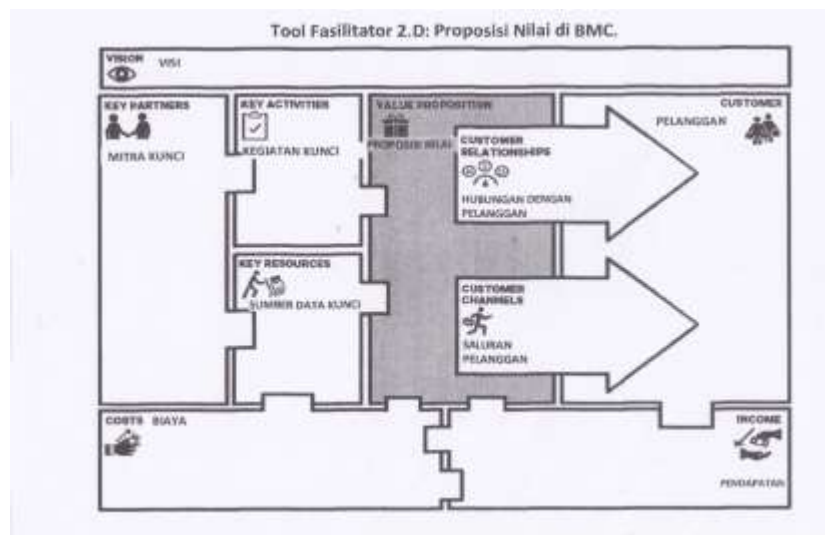 Tool Fasilitator 2.D: Proposisi Nilai di BMC.
VISION VISI
KEY PARTNERS
MITRA KUNCI
KEY ACTIVITIES
KEGIATAN KUNCI
KEY RESOURCES
SUMBER DATA KUNCI
VALUE PROPOSITION
PROPOSISI NILAI
CUSTOMER
RELATIONSHIPS
HUBUNGAN DENGAN
PELANGGAN
CUSTOMER
CHANNELS
SALURAN
PELANGGAN
CUSTOMER
PELANGGAN
COSTS BIAYA
INCOME
PENDAPATAN